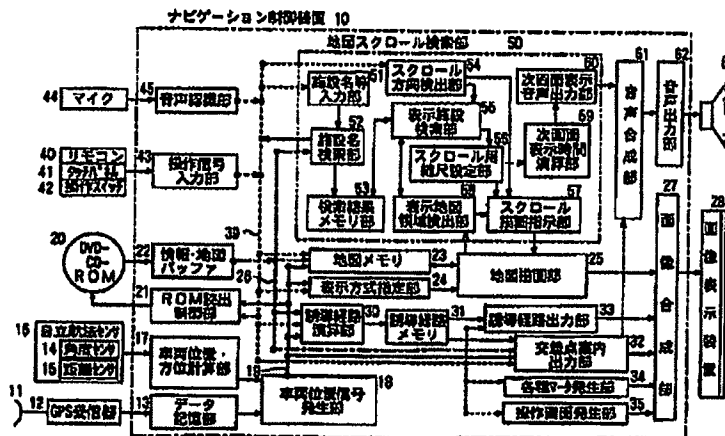 ナビゲーション制御装置 10
地図スクロール検索部 50
44 マイク
45 音声認識部
40 リモコン
41 タッチパネル
42
43 操作信号入力部
51 施設名称入力部
52 施設名検索部
53 検索結果メモリ部
54 スクロール方向検出部
55 表示施設検索部
56 スクロール用縮尺設定部
57 スクロール描画指示部
58 表示地図領域検出部
59 次画面表示時間演算部
60 次画面表示音声出力部
61 音声合成部
62 音声出力部
20 DVD-CD-ROM
22 情報・地図バッファ
21 ROM読出制御部
39
26
23 地図メモリ
24 表示方式指定部
25 地図描画部
27 画像合成部
28 画像表示装置
30 誘導経路演算部
31 誘導経路メモリ
33 誘導経路出力部
32 交差点案内出力部
34 各種マーク発生部
35 操作画面発生部
16 自立航法センサ
14 角度センサ
15 距離センサ
17 車両位置・方位計算部
19
18 車両位置信号発生部
11
12 GPS受信機
13 データ記憶部